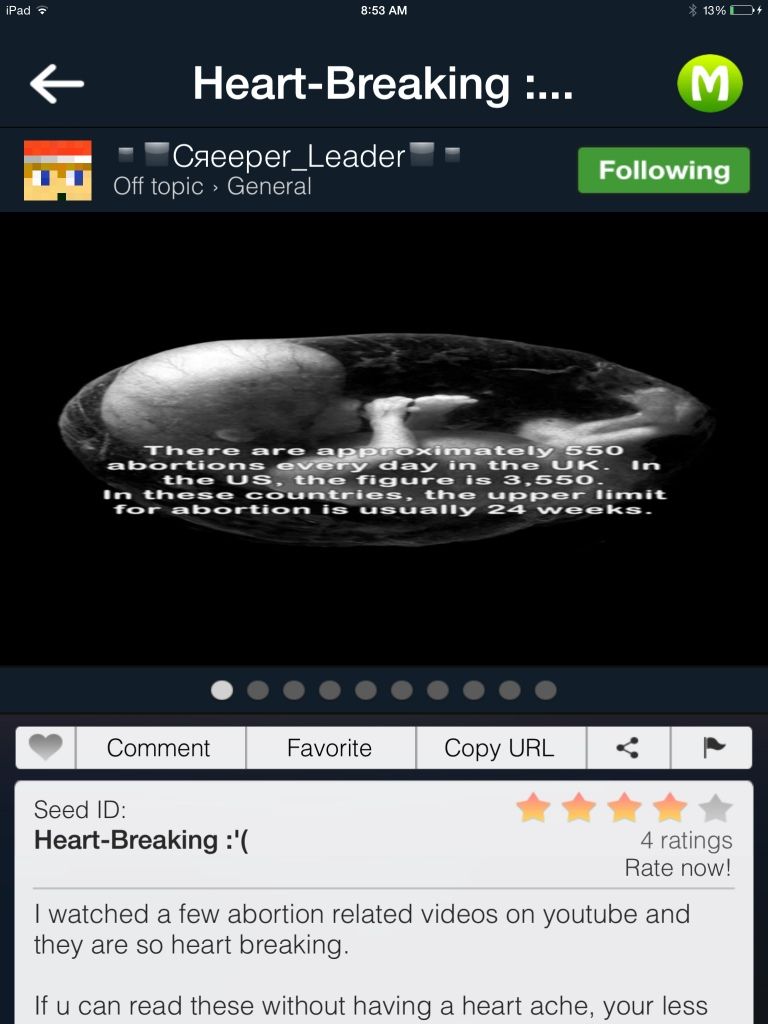 iPad 8:53 AM 13%
Heart-Breaking :... M
Cяeeper_Leader
Off topic › General
Following
There are approximately 550
abortions every day in the UK. In
the US, the figure is 3,550.
In these countries, the upper limit
for abortion is usually 24 weeks.
Comment Favorite Copy URL
Seed ID:
Heart-Breaking :'(
4 ratings
Rate now!
I watched a few abortion related videos on youtube and
they are so heart breaking.
If u can read these without having a heart ache, your less